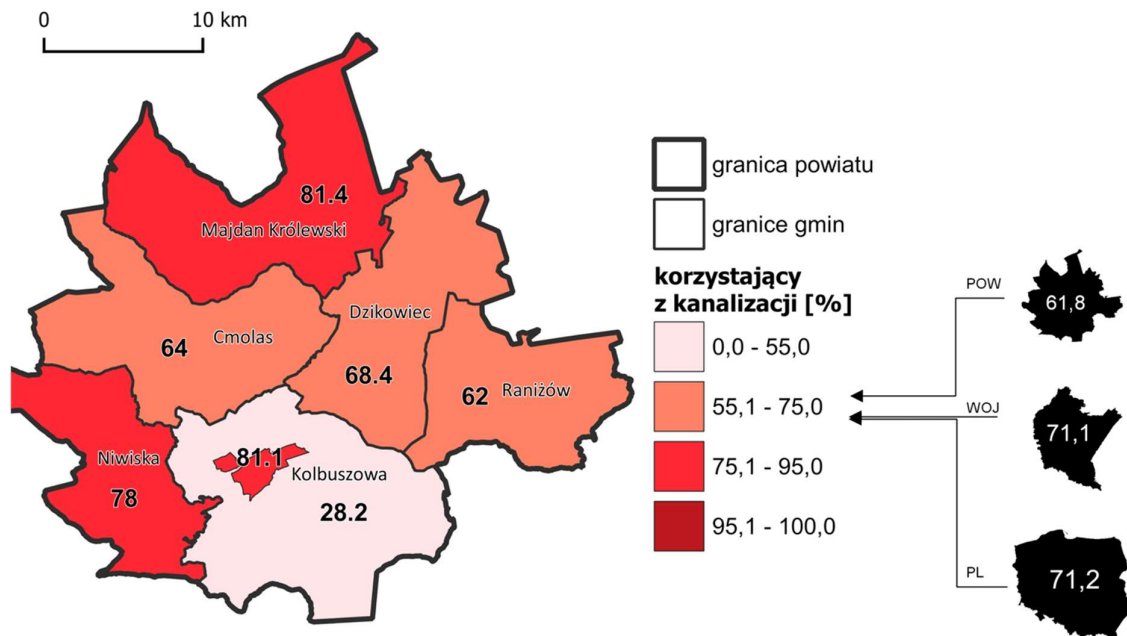 0 10 km
81.4
Majdan Królewski
Dzikowiec
Cmolas
64
68.4
62 Raniżów
Niwiska
78
81.1
Kolbuszowa
28.2
granica powiatu
granice gmin
korzystający
z kanalizacji [%]
0,0 - 55,0
55,1 - 75,0
75,1 - 95,0
95,1 - 100,0
POW
61,8
WOJ
71,1
PL
71,2